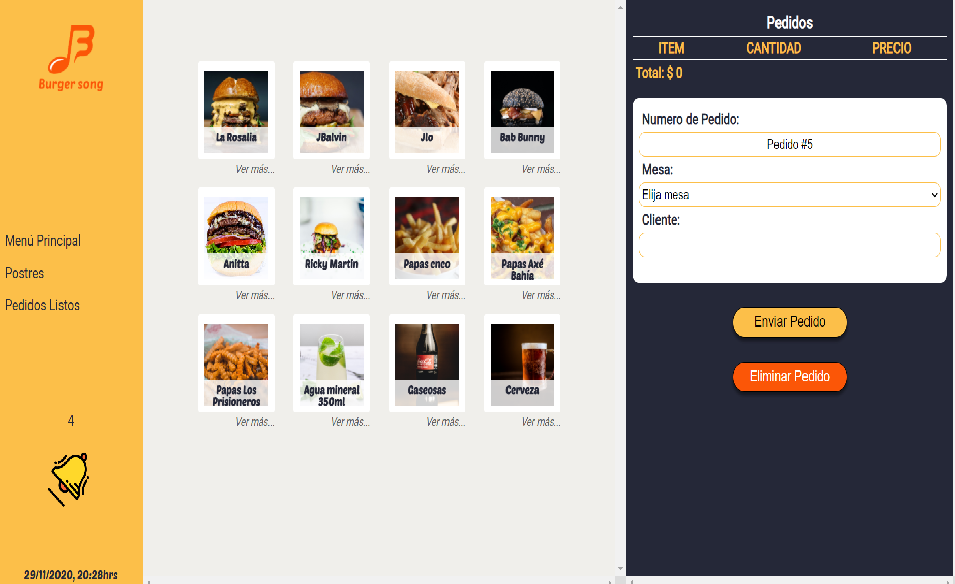 Burger song
Menú Principal
Postres
Pedidos Listos
4
29/11/2020, 20:28hrs
La Rosalía
JBalvin
Jlo
Bab Bunny
Ver más...
Ver más...
Ver más...
Ver más...
Anitta
Ricky Martin
Papas cnco
Papas Axé
Bahía
Ver más...
Ver más...
Ver más...
Ver más...
Papas Los
Prisioneros
Agua mineral
350ml
Gaseosas
Cerveza
Ver más...
Ver más...
Ver más...
Ver más...
Pedidos
ITEM CANTIDAD PRECIO
Total: $ 0
Numero de Pedido:
Pedido #5
Mesa:
Elija mesa
Cliente:
Enviar Pedido
Eliminar Pedido